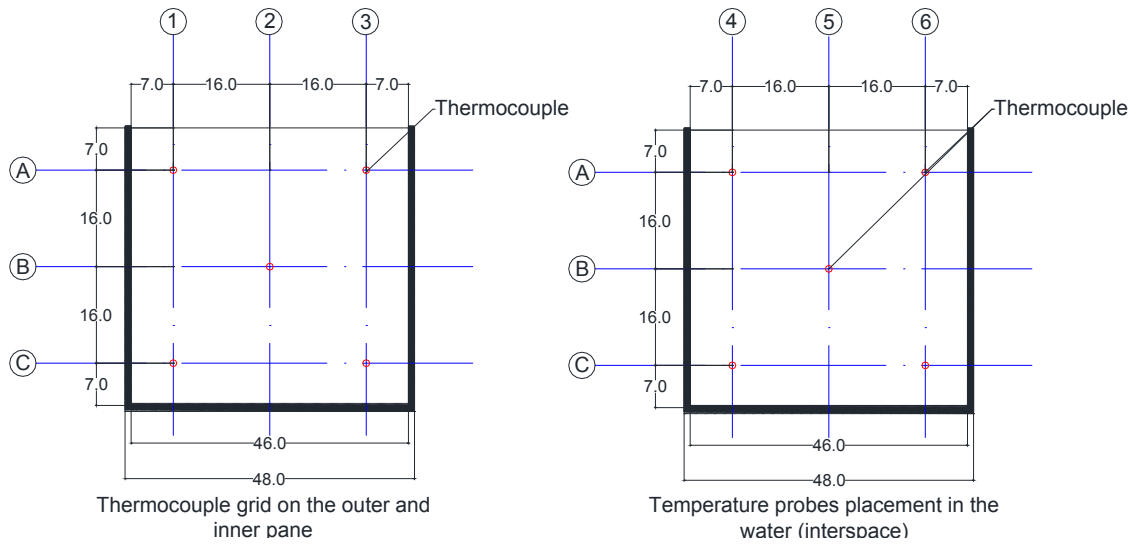 1 2 3
7.0 16.0 16.0 7.0
Thermocouple
7.0
A
16.0
B
16.0
C
7.0
46.0
48.0
Thermocouple grid on the outer and
inner pane
4 5 6
7.0 16.0 16.0 7.0
Thermocouple
7.0
A
16.0
B
16.0
C
7.0
46.0
48.0
Temperature probes placement in the
water (interspace)